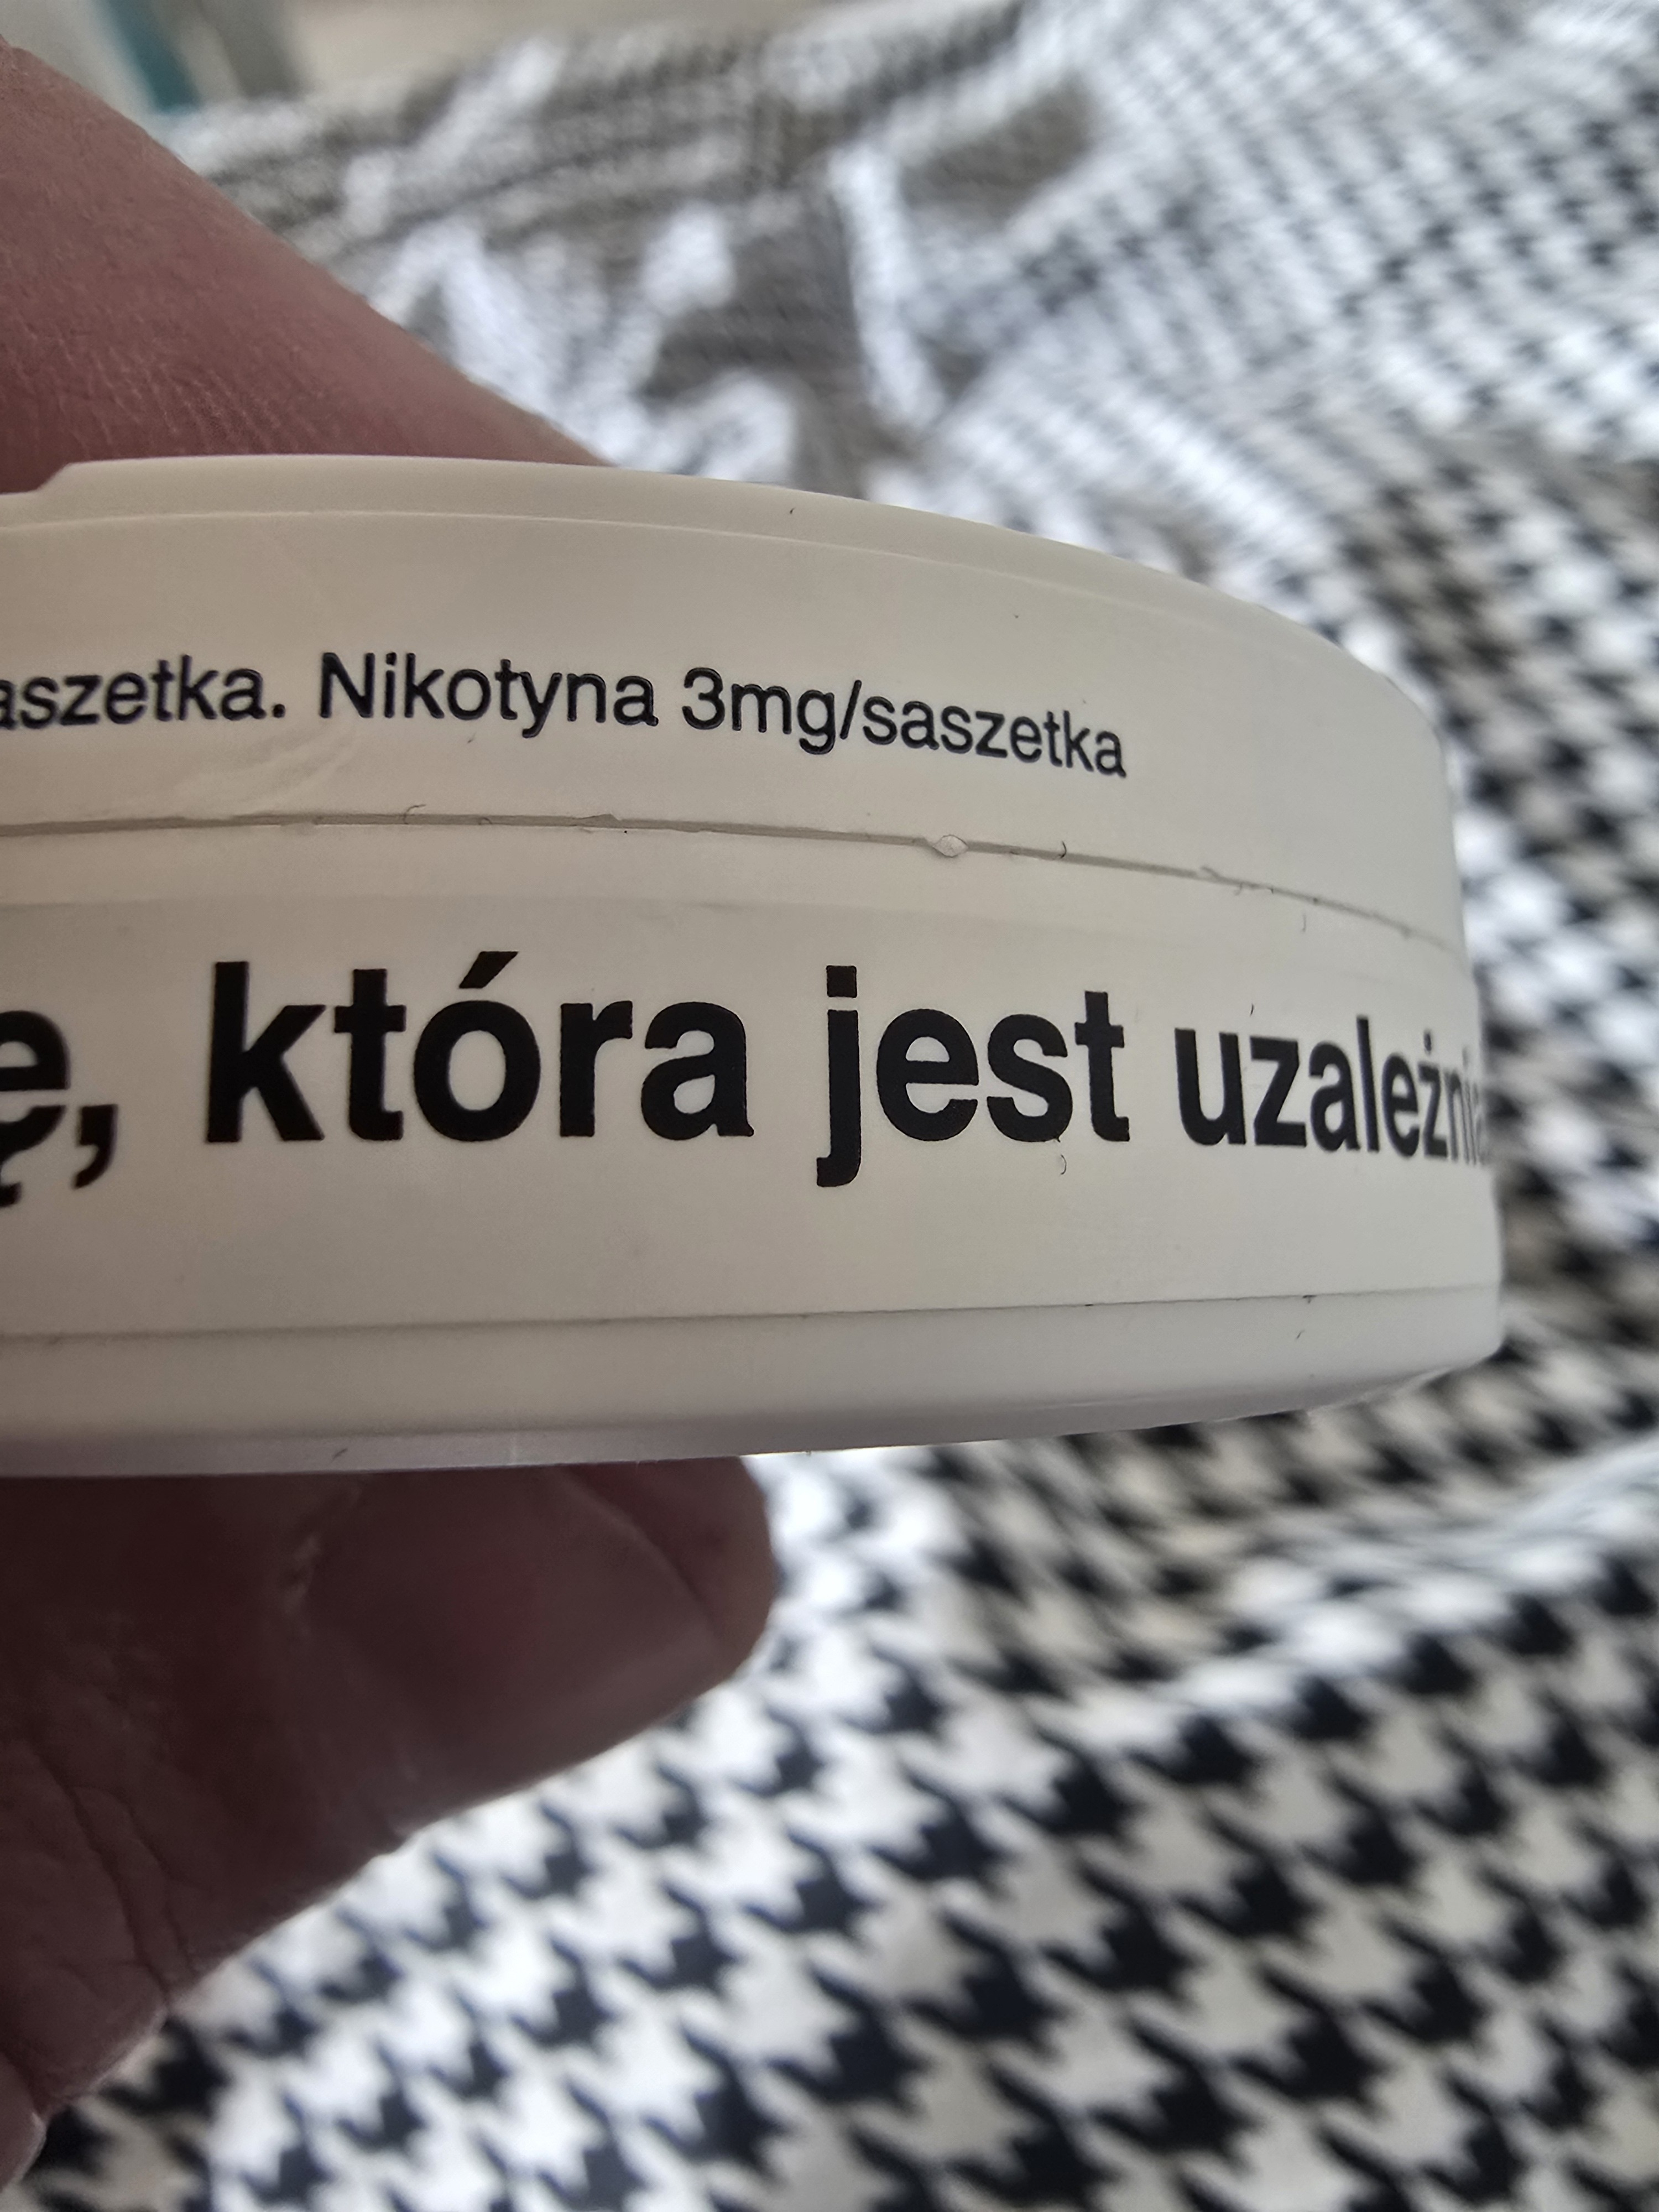 aszetka. Nikotyna 3mg/saszetka
ę, która jest uzależni